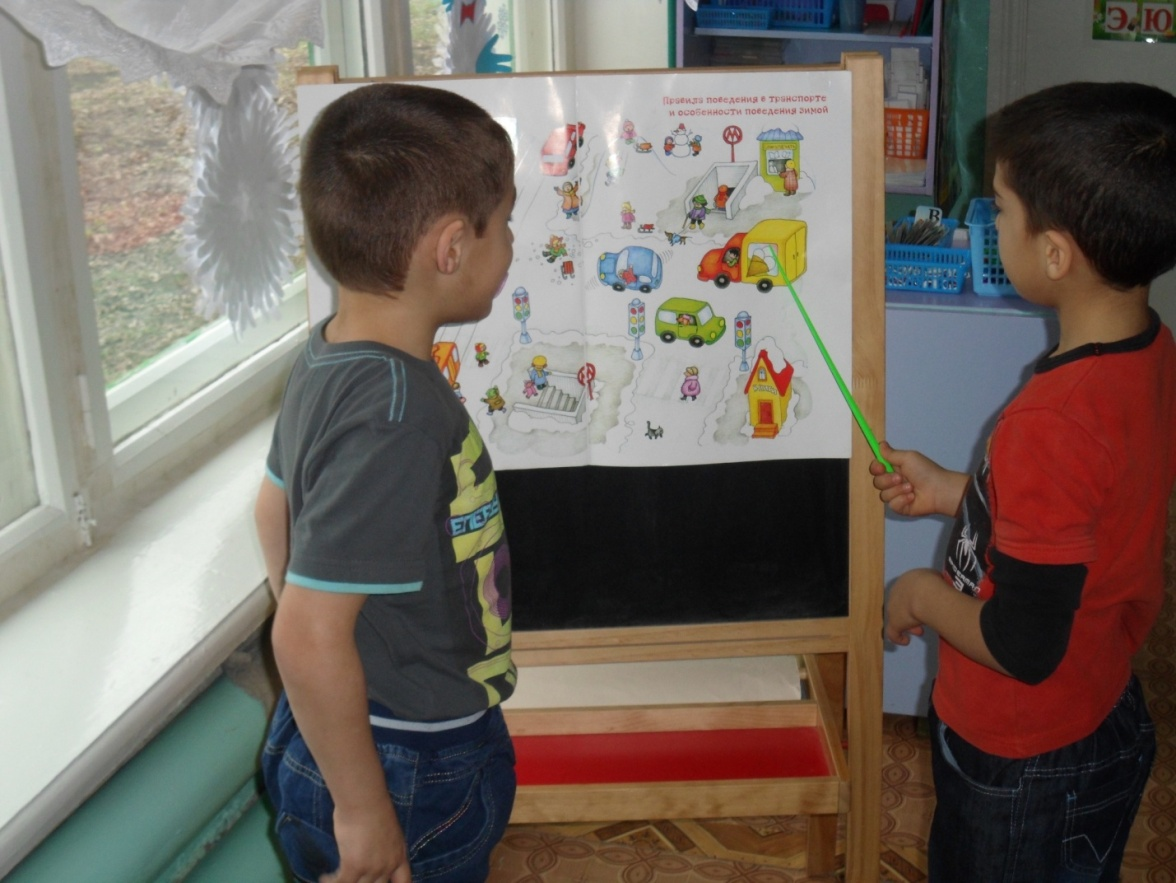 Правила поведения в транспорте
и особенности поведения зимой
Э Ю
М
В
М